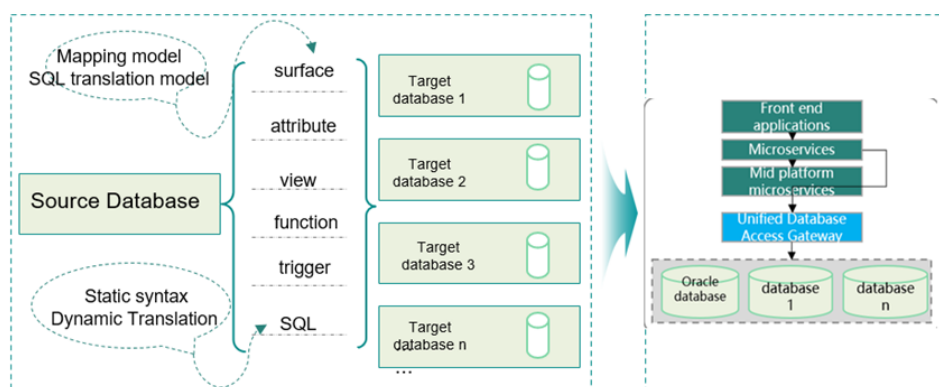 Mapping model
SQL translation model
Source Database
Static syntax
Dynamic Translation
surface
attribute
view
function
trigger
SQL
Target
database 1
Target
database 2
Target
database 3
Target
database n
...
...
Front end
applications
Microservices
Mid platform
microservices
Unified Database
Access Gateway
Oracle
database
database
1
database
n